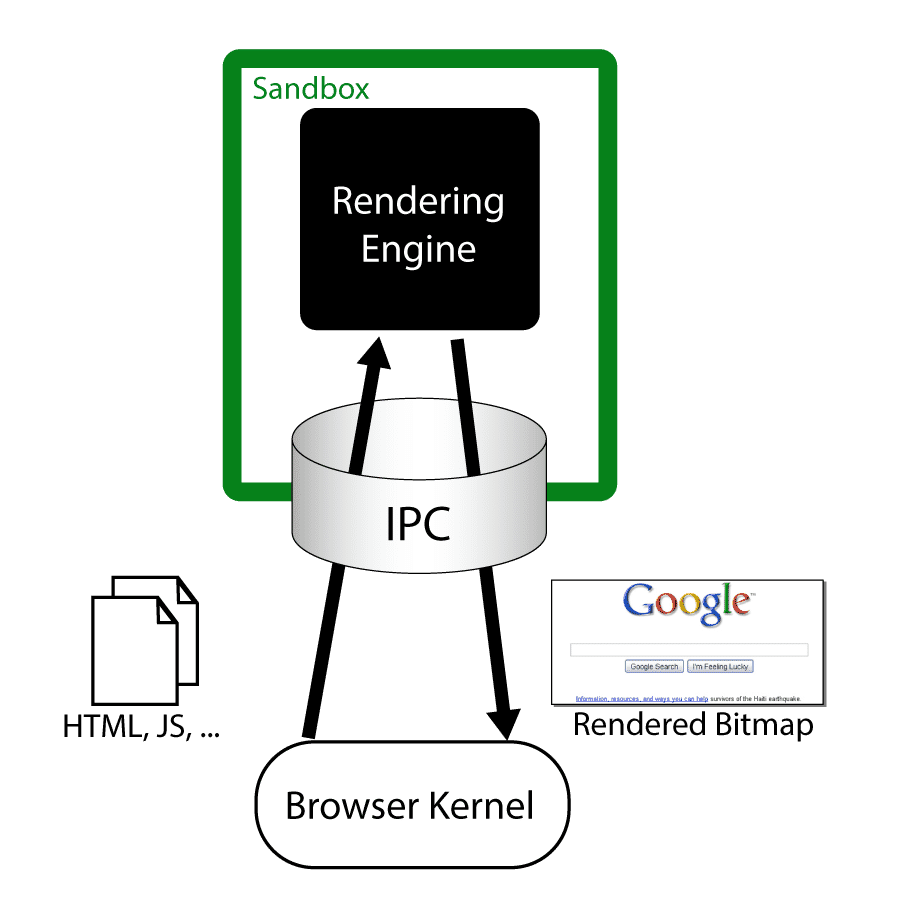 Sandbox
Rendering
Engine
IPC
HTML, JS, ...
Google™
Google Search
I'm Feeling Lucky
Information, resources, and ways you can help survivors of the Haiti earthquake.
Rendered Bitmap
Browser Kernel